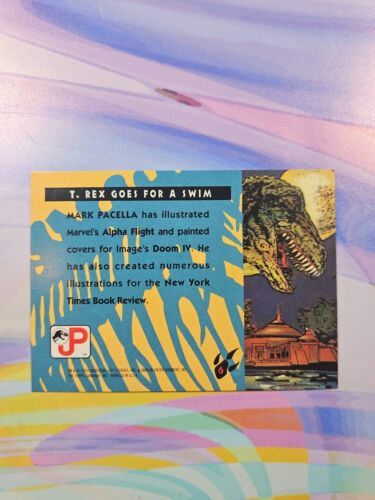 T. REX GOES FOR A SWIM
MARK PACELLA has illustrated
Marvel's Alpha Flight and painted
covers for Image's Doom IV. He
has also created numerous
illustrations for the New York
Times Book Review.
JP
6